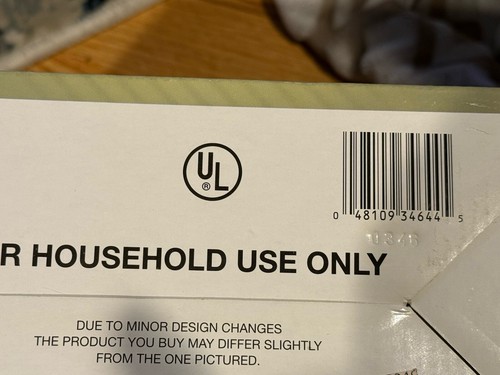 UL
®
0 48109 34644 5
R HOUSEHOLD USE ONLY
DUE TO MINOR DESIGN CHANGES
THE PRODUCT YOU BUY MAY DIFFER SLIGHTLY
FROM THE ONE PICTURED.